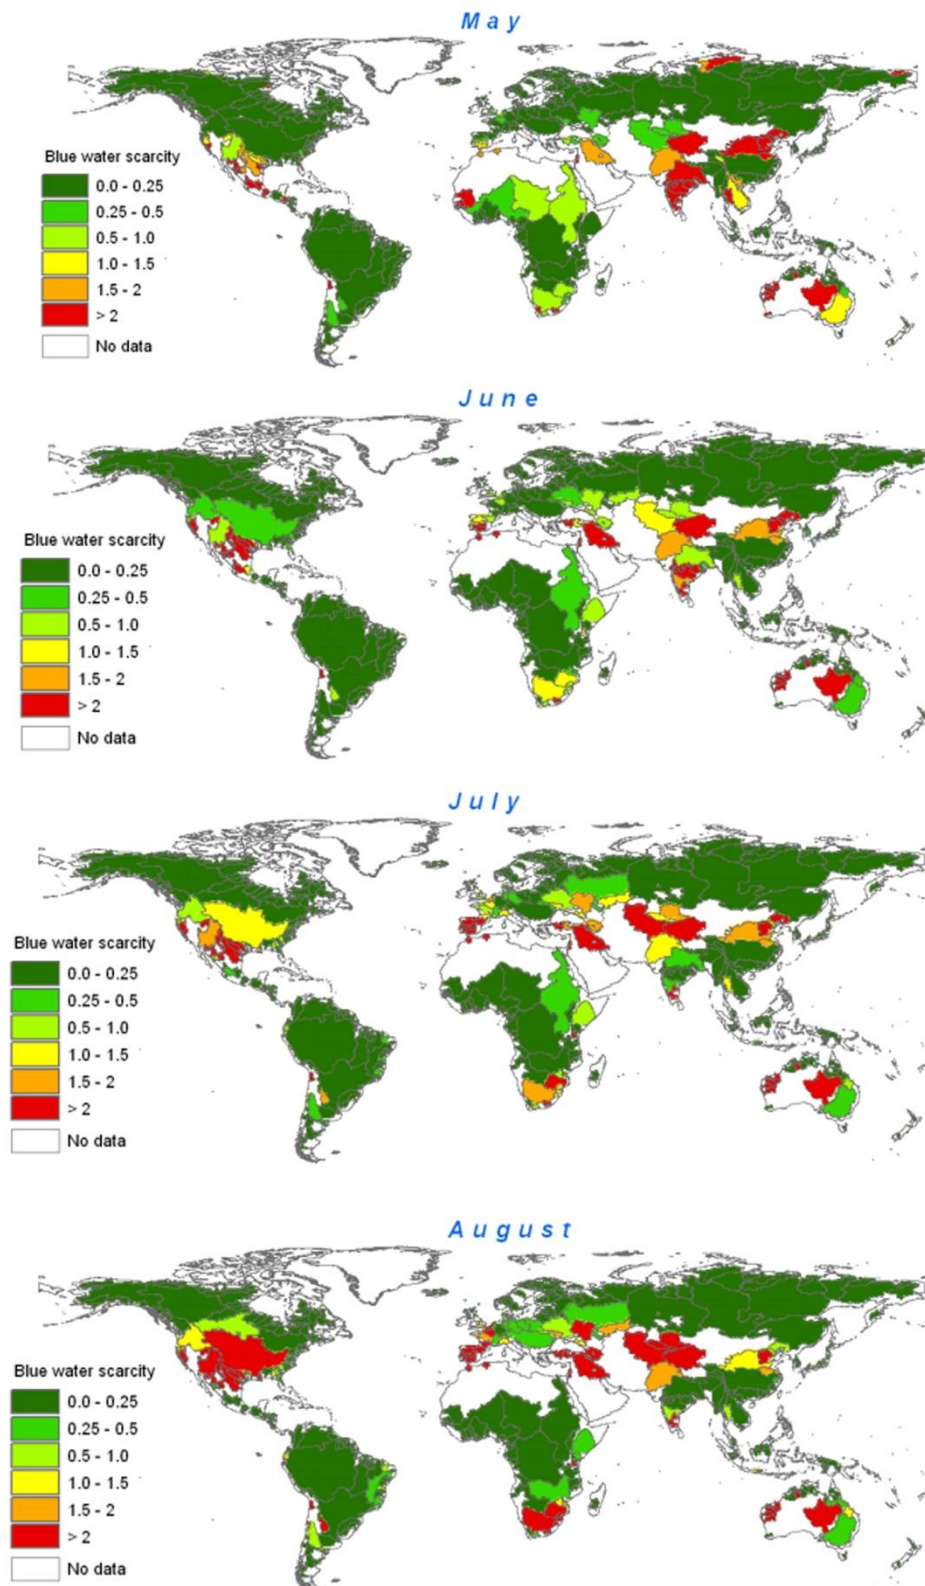 May
Blue water scarcity
0.0 - 0.25
0.25 - 0.5
0.5 - 1.0
1.0 - 1.5
1.5 - 2
> 2
No data
June
Blue water scarcity
0.0 - 0.25
0.25 - 0.5
0.5 - 1.0
1.0 - 1.5
1.5 - 2
> 2
No data
July
Blue water scarcity
0.0 - 0.25
0.25 - 0.5
0.5 - 1.0
1.0 - 1.5
1.5 - 2
> 2
No data
August
Blue water scarcity
0.0 - 0.25
0.25 - 0.5
0.5 - 1.0
1.0 - 1.5
1.5 - 2
> 2
No data